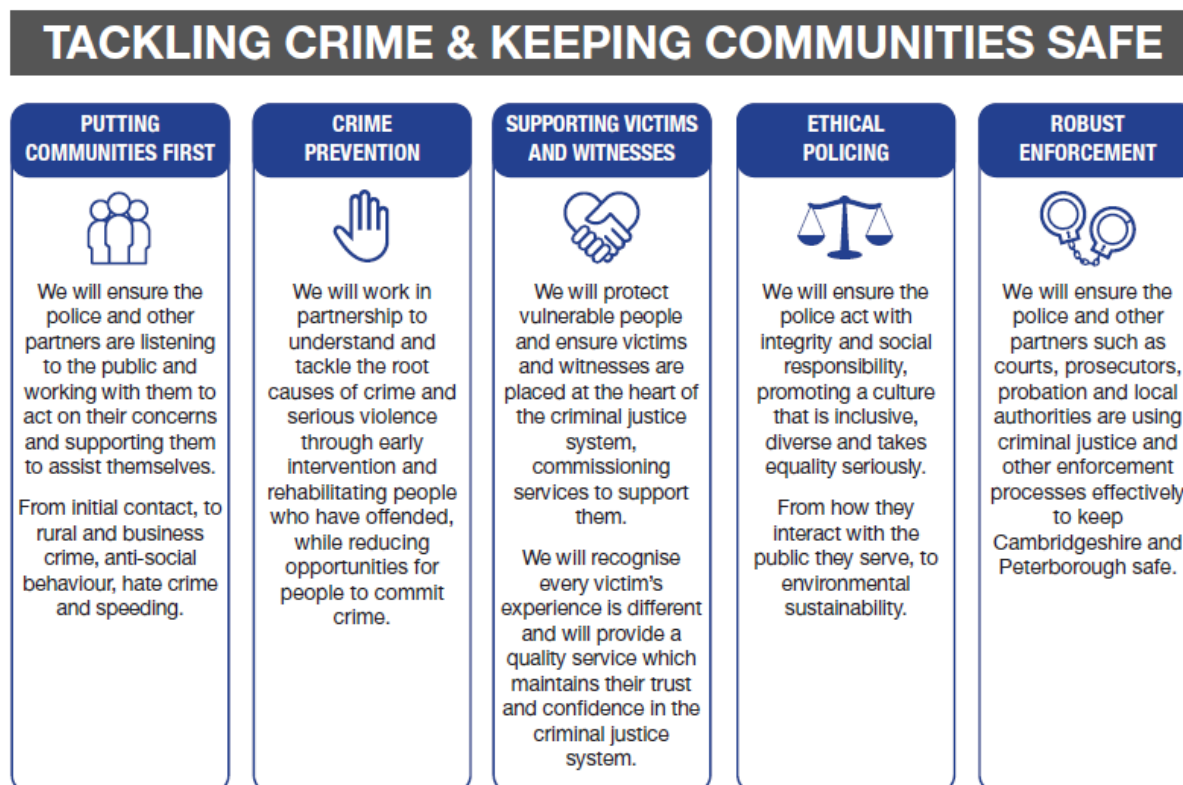 TACKLING CRIME & KEEPING COMMUNITIES SAFE
PUTTING
COMMUNITIES FIRST
We will ensure the
police and other
partners are listening
to the public and
working with them to
act on their concerns
and supporting them
to assist themselves.
From initial contact, to
rural and business
crime, anti-social
behaviour, hate crime
and speeding.
CRIME
PREVENTION
We will work in
partnership to
understand and
tackle the root
causes of crime and
serious violence
through early
intervention and
rehabilitating people
who have offended,
while reducing
opportunities for
people to commit
crime.
SUPPORTING VICTIMS
AND WITNESSES
We will protect
vulnerable people
and ensure victims
and witnesses are
placed at the heart of
the criminal justice
system,
commissioning
services to support
them.
We will recognise
every victim's
experience is different
and will provide a
quality service which
maintains their trust
and confidence in the
criminal justice
system.
ETHICAL
POLICING
We will ensure the
police act with
integrity and social
responsibility,
promoting a culture
that is inclusive,
diverse and takes
equality seriously.
From how they
interact with the
public they serve, to
environmental
sustainability.
ROBUST
ENFORCEMENT
We will ensure the
police and other
partners such as
courts, prosecutors,
probation and local
authorities are using
criminal justice and
other enforcement
processes effectively
to keep
Cambridgeshire and
Peterborough safe.